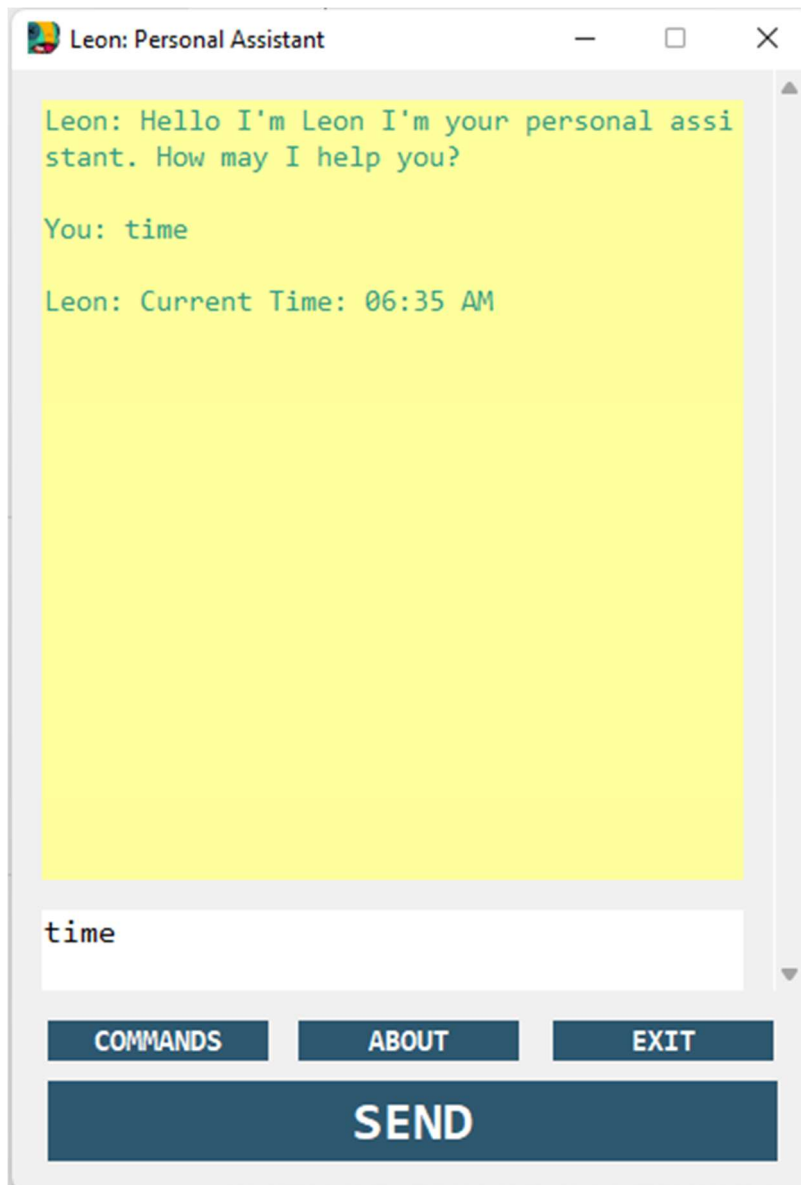 Leon: Personal Assistant
Leon: Hello I'm Leon I'm your personal assi
stant. How may I help you?
You: time
Leon: Current Time: 06:35 AM
time
COMMANDS ABOUT EXIT
SEND